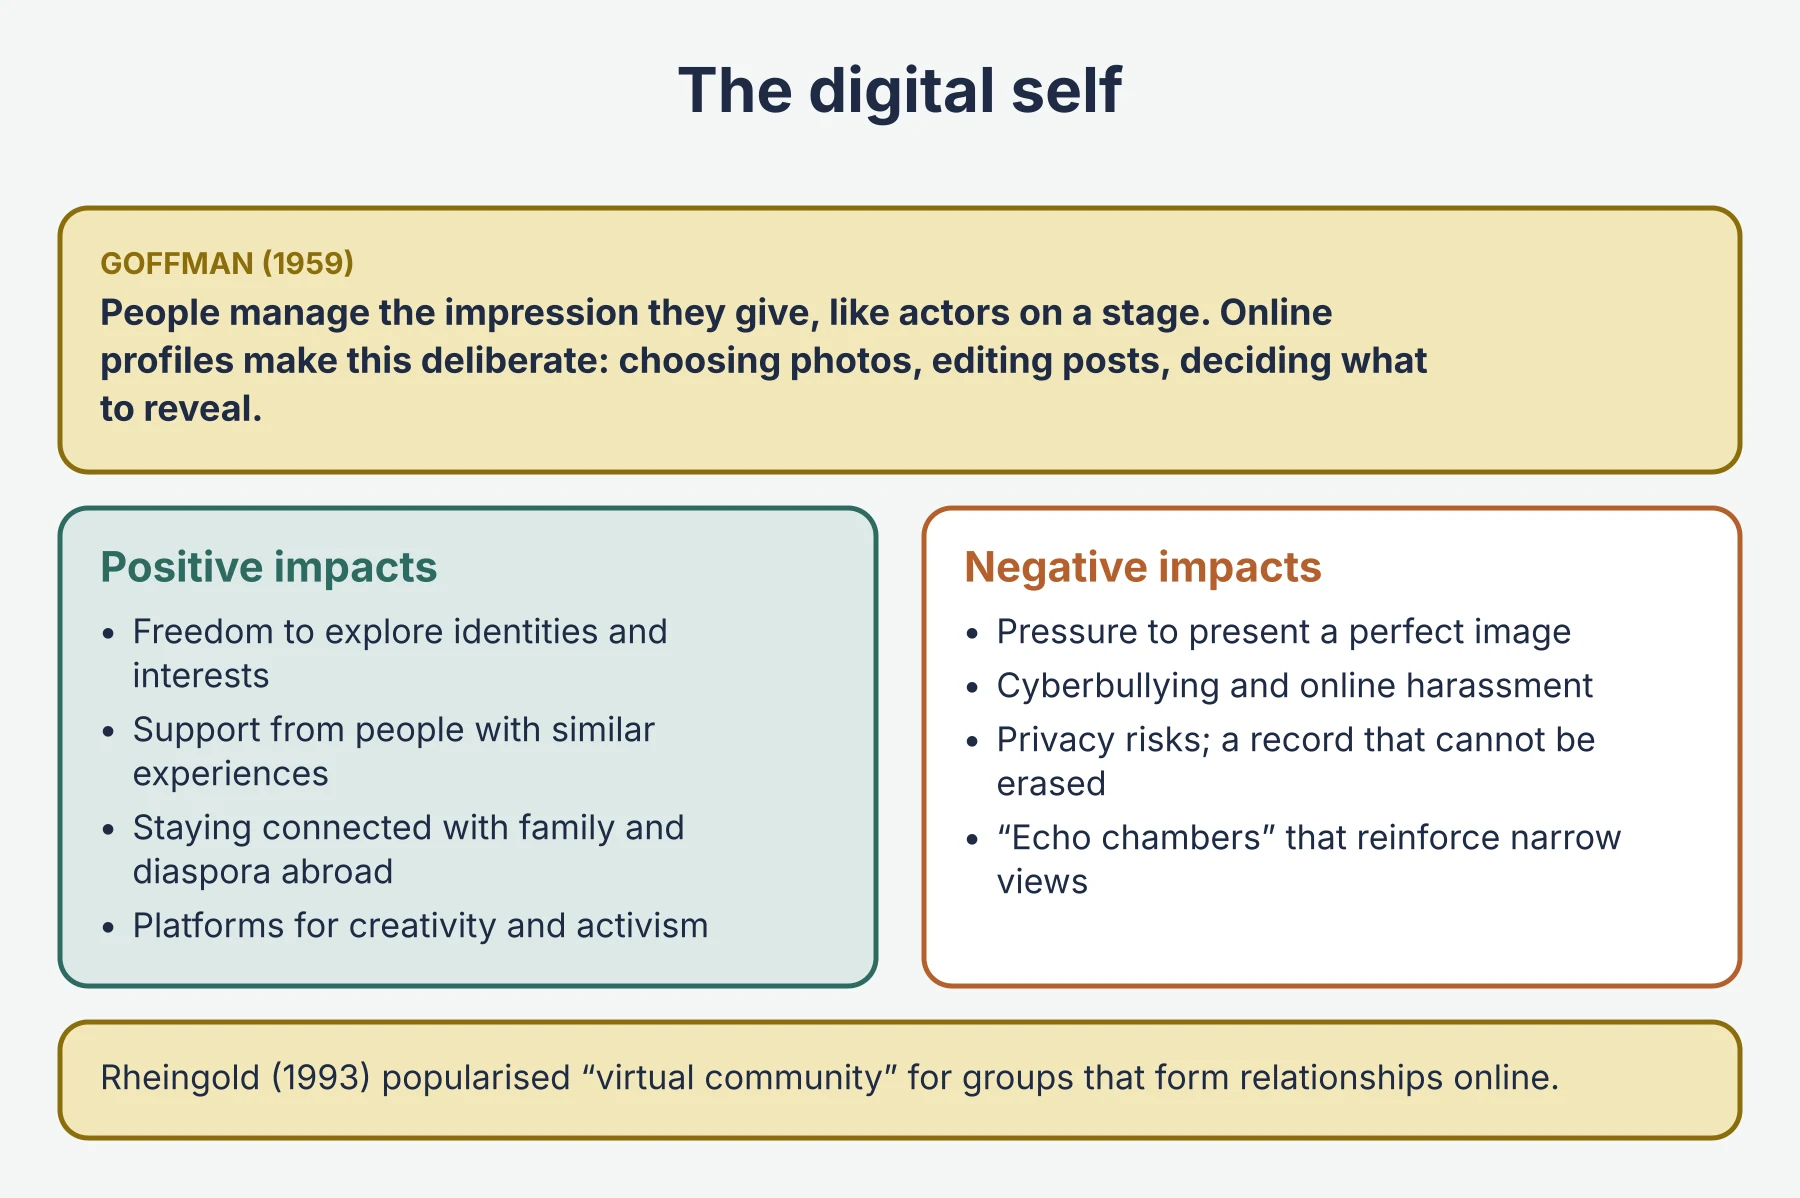 The digital self
GOFFMAN (1959)
People manage the impression they give, like actors on a stage. Online
profiles make this deliberate: choosing photos, editing posts, deciding what
to reveal.
Positive impacts
• Freedom to explore identities and
interests
• Support from people with similar
experiences
• Staying connected with family and
diaspora abroad
• Platforms for creativity and activism
Negative impacts
• Pressure to present a perfect image
• Cyberbullying and online harassment
• Privacy risks; a record that cannot be
erased
• “Echo chambers” that reinforce narrow
views
Rheingold (1993) popularised “virtual community” for groups that form relationships online.